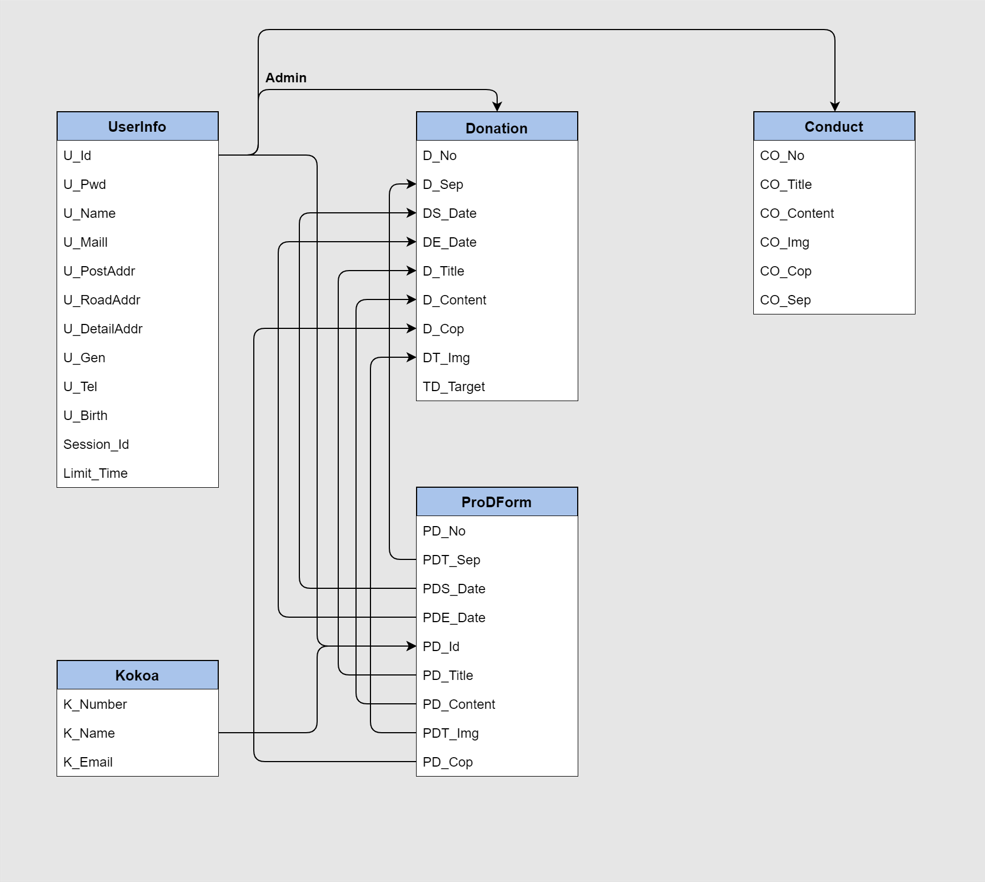 Admin
UserInfo
U_Id
U_Pwd
U_Name
U_Maill
U_PostAddr
U_RoadAddr
U_DetailAddr
U_Gen
U_Tel
U_Birth
Session_Id
Limit_Time
Donation
D_No
D_Sep
DS_Date
DE_Date
D_Title
D_Content
D_Cop
DT_Img
TD_Target
Conduct
CO_No
CO_Title
CO_Content
CO_Img
CO_Cop
CO_Sep
ProDForm
PD_No
PDT_Sep
PDS_Date
PDE_Date
PD_Id
PD_Title
PD_Content
PDT_Img
PD_Cop
Kokoa
K_Number
K_Name
K_Email